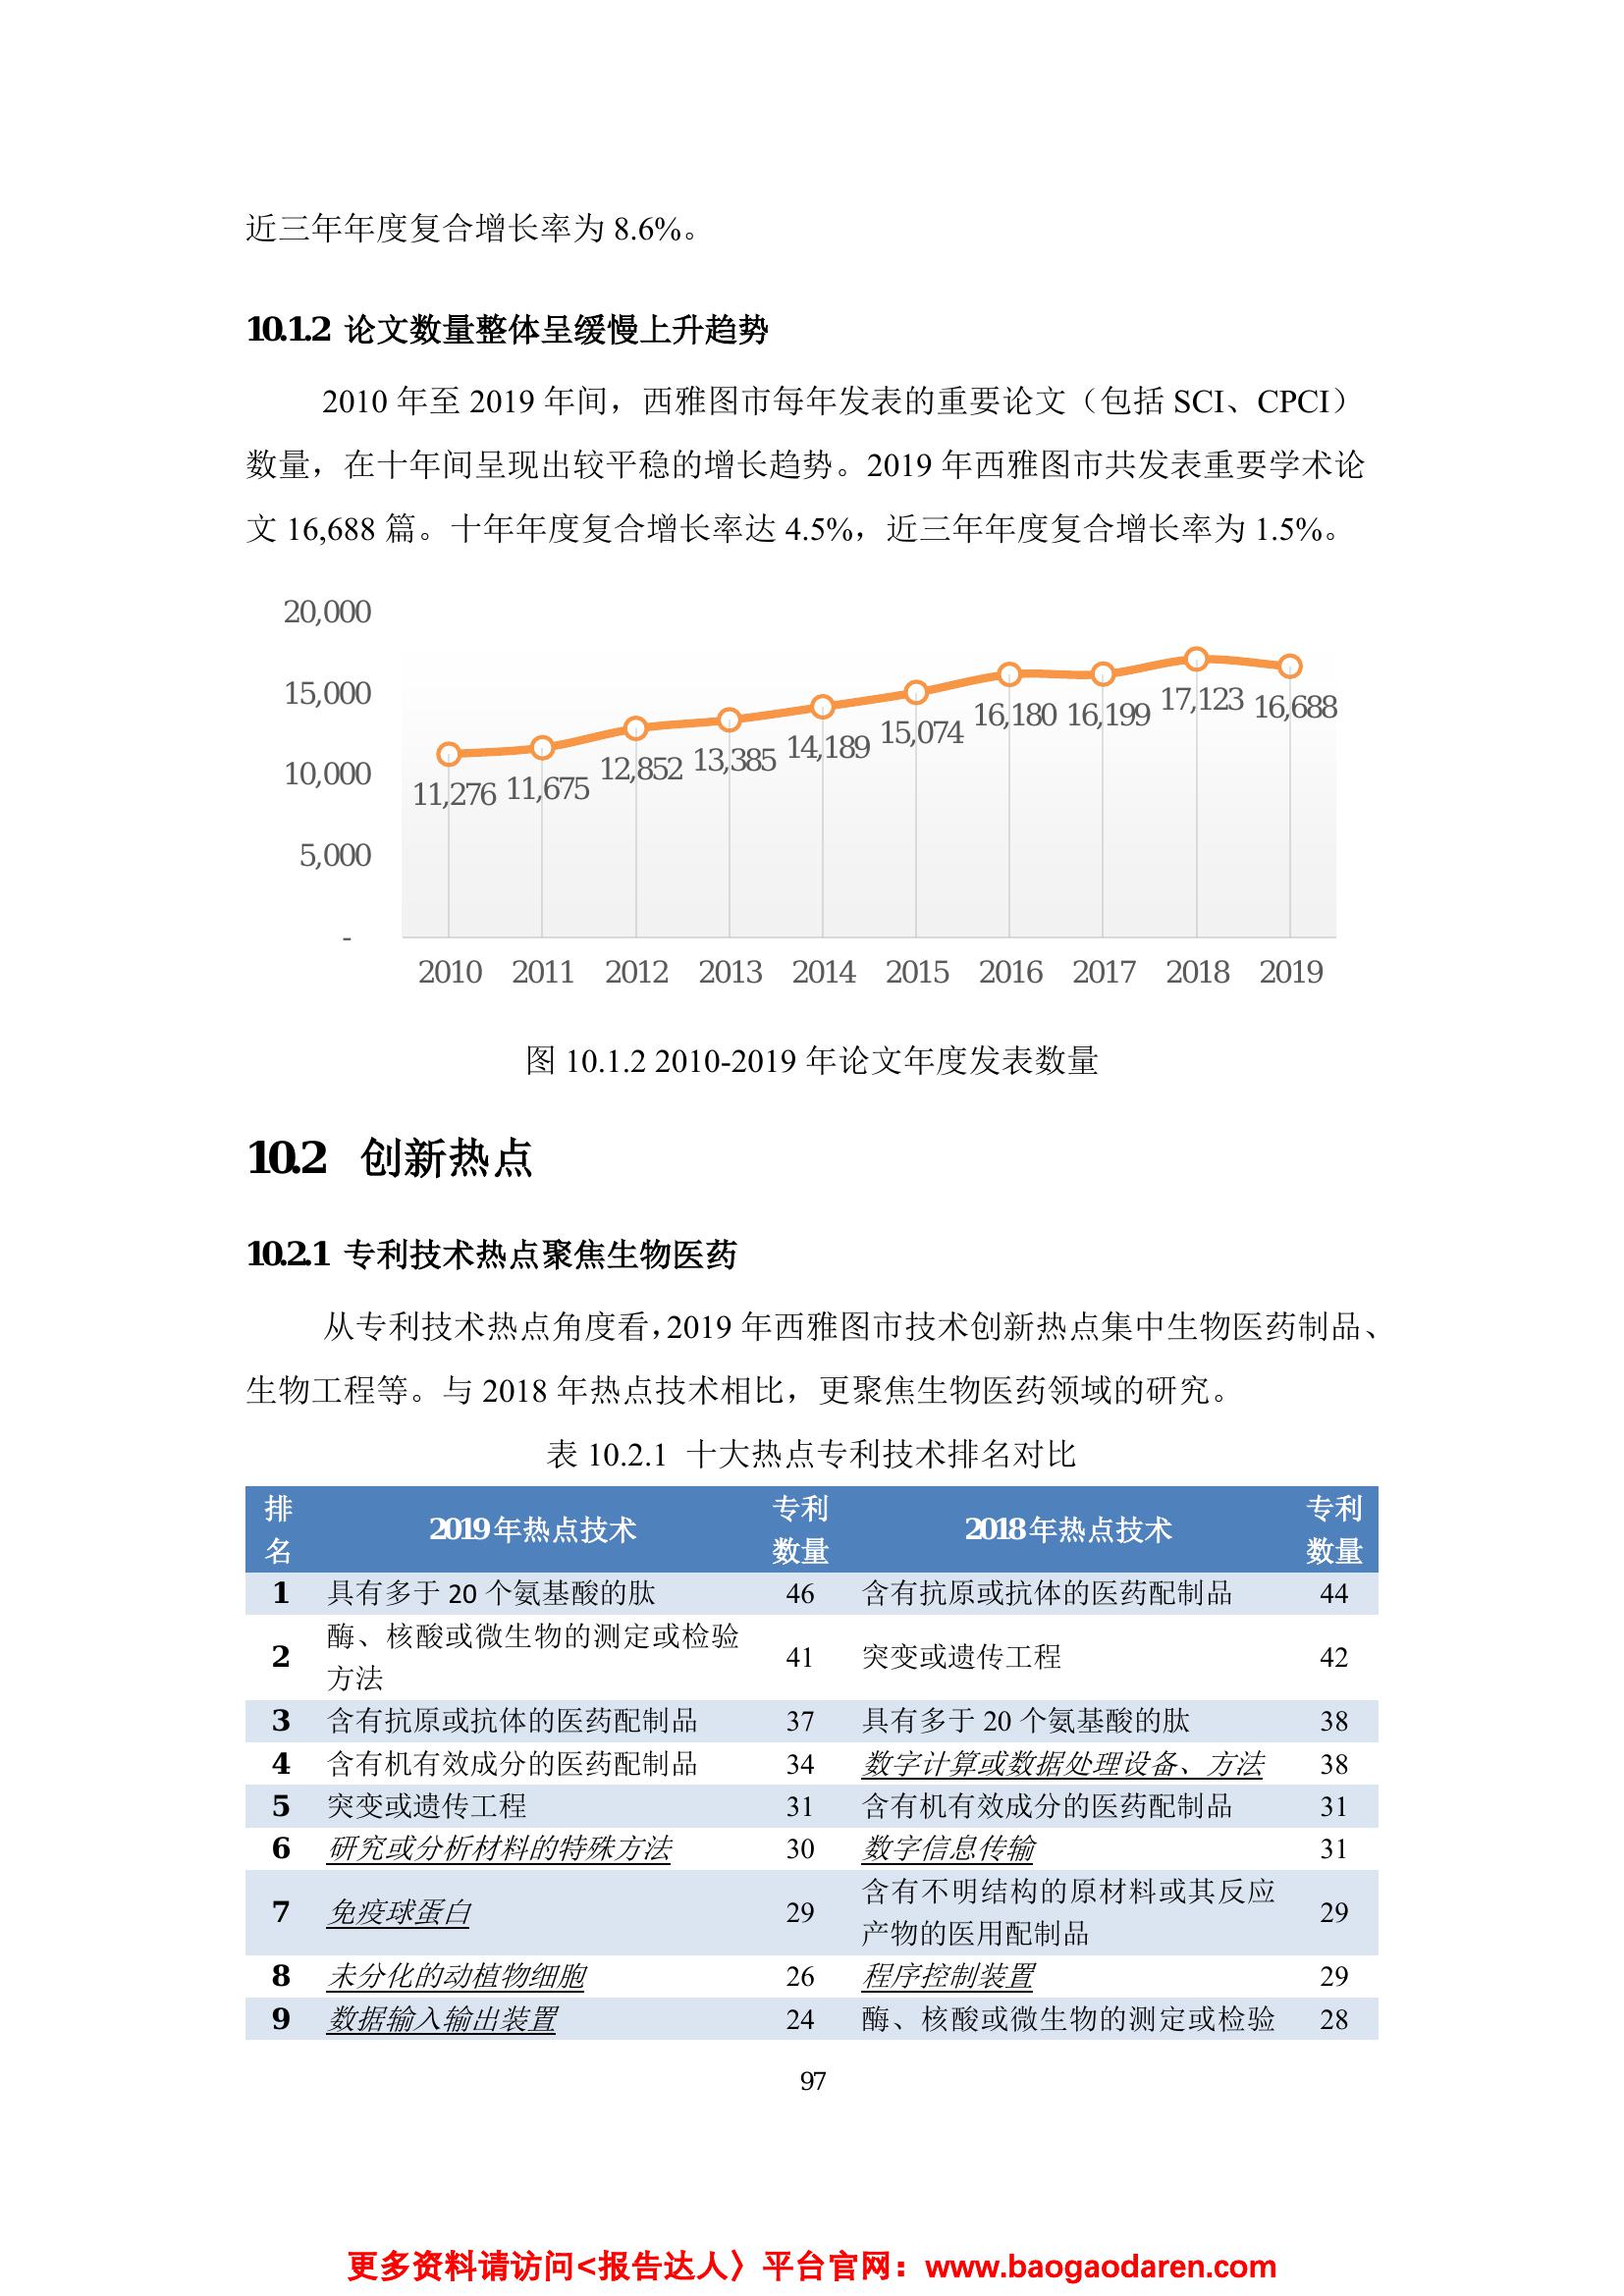 近三年年度复合增长率为 8.6%。
10.1.2 论文数量整体呈缓慢上升趋势
2010 年至 2019 年间，西雅图市每年发表的重要论文（包括 SCI、CPCI）
数量，在十年间呈现出较平稳的增长趋势。2019 年西雅图市共发表重要学术论
文 16,688 篇。十年年度复合增长率达 4.5%，近三年年度复合增长率为 1.5%。
20,000
15,000
10,000
5,000
-
11,276 11,675 12,852 13,385 14,189 15,074 16,180 16,199 17,123 16,688
2010 2011 2012 2013 2014 2015 2016 2017 2018 2019
图 10.1.2 2010-2019 年论文年度发表数量
10.2 创新热点
10.2.1 专利技术热点聚焦生物医药
从专利技术热点角度看，2019 年西雅图市技术创新热点集中生物医药制品、
生物工程等。与 2018 年热点技术相比，更聚焦生物医药领域的研究。
表 10.2.1 十大热点专利技术排名对比
排名 2019年热点技术 专利数量 2018年热点技术 专利数量
1 具有多于 20 个氨基酸的肽 46 含有抗原或抗体的医药配制品 44
2 酶、核酸或微生物的测定或检验方法 41 突变或遗传工程 42
3 含有抗原或抗体的医药配制品 37 具有多于 20 个氨基酸的肽 38
4 含有机有效成分的医药配制品 34 数字计算或数据处理设备、方法 38
5 突变或遗传工程 31 含有机有效成分的医药配制品 31
6 研究或分析材料的特殊方法 30 数字信息传输 31
7 免疫球蛋白 29 含有不明结构的原材料或其反应产物的医用配制品 29
8 未分化的动植物细胞 26 程序控制装置 29
9 数据输入输出装置 24 酶、核酸或微生物的测定或检验 28
97
更多资料请访问<报告达人〉平台官网：www.baogaodaren.com